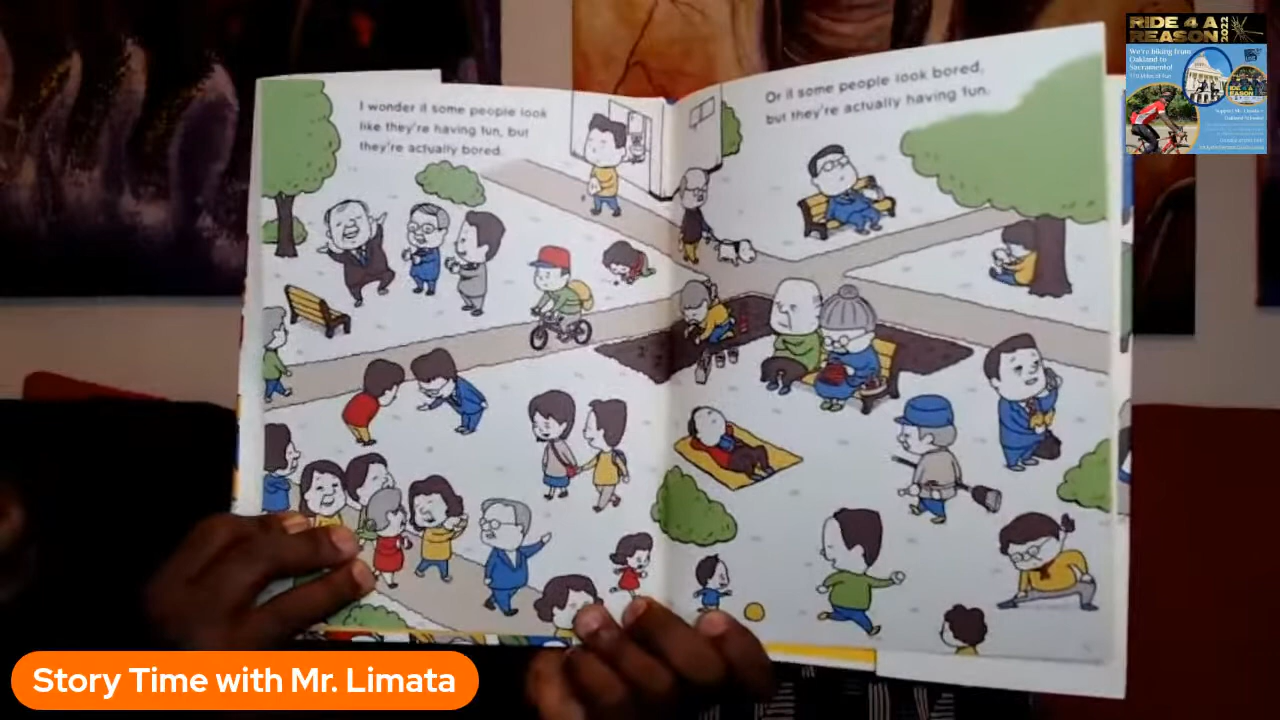 I wonder if some people look
like they're having fun, but
they're actually bored.
Or if some people look bored,
but they're actually having fun.
RIDE 4 A
REASON 2022
We're biking from
Oakland to
Sacramento!
Story Time with Mr. Limata